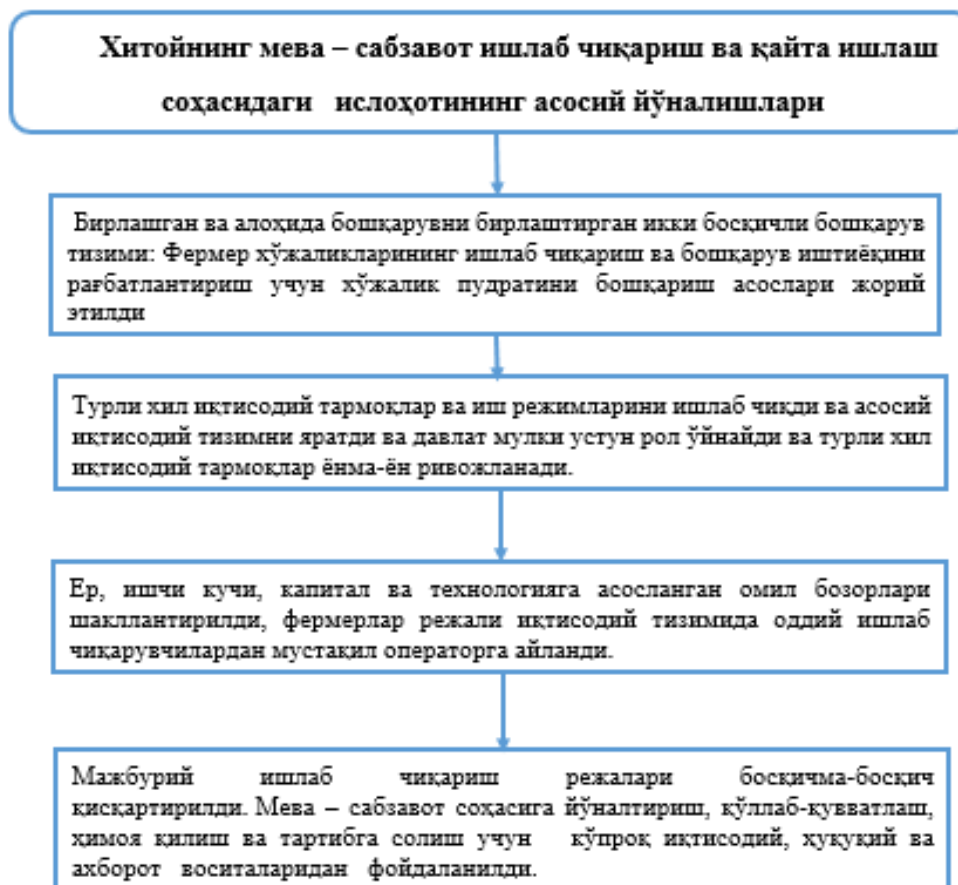 Хитойнинг мева – сабзавот ишлаб чиқариш ва қайта ишлаш
соҳасидаги ислоҳотининг асосий йўналишлари
Бирлашган ва алоҳида бошқарувни бирлаштирган икки босқичли бошқарув
тизими: Фермер хўжаликларининг ишлаб чиқариш ва бошқарув иштиёқини
рағбатлантириш учун хўжалик пудратини бошқариш асослари жорий
этилди
Турли хил иқтисодий тармоқлар ва иш режимларини ишлаб чиқди ва асосий
иқтисодий тизимни яратди ва давлат мулки устун рол ўйнайди ва турли хил
иқтисодий тармоқлар ёнма-ён ривожланади.
Ер, ишчи кучи, капитал ва технологияга асосланган омил бозорлари
шакллантирилди, фермерлар режали иқтисодий тизимида оддий ишлаб
чиқарувчилардан мустақил операторга айланди.
Мажбурий ишлаб чиқариш режалари босқичма-босқич
қисқартирилди. Мева – сабзавот соҳасига йўналтириш, қўллаб-қувватлаш,
ҳимоя қилиш ва тартибга солиш учун кўпроқ иқтисодий, ҳуқуқий ва
ахборот воситаларидан фойдаланилди.